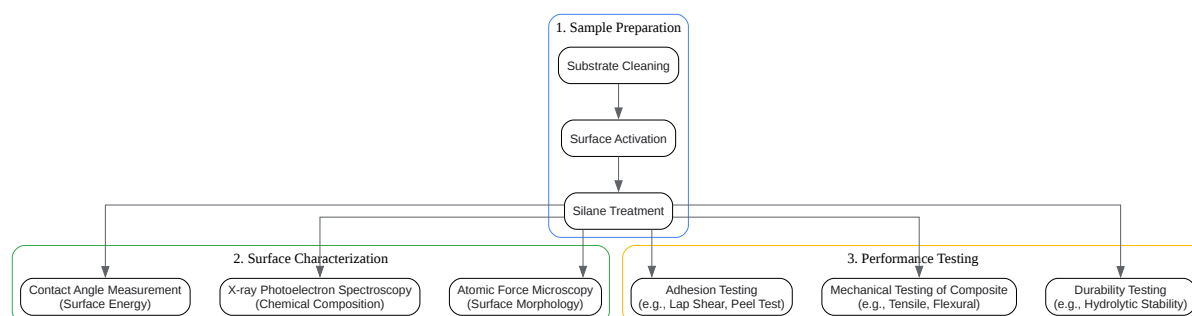 1. Sample Preparation
Substrate Cleaning
Surface Activation
Silane Treatment
2. Surface Characterization
3. Performance Testing
Contact Angle Measurement
(Surface Energy)
X-ray Photoelectron Spectroscopy
(Chemical Composition)
Atomic Force Microscopy
(Surface Morphology)
Adhesion Testing
(e.g., Lap Shear, Peel Test)
Mechanical Testing of Composite
(e.g., Tensile, Flexural)
Durability Testing
(e.g., Hydrolytic Stability)